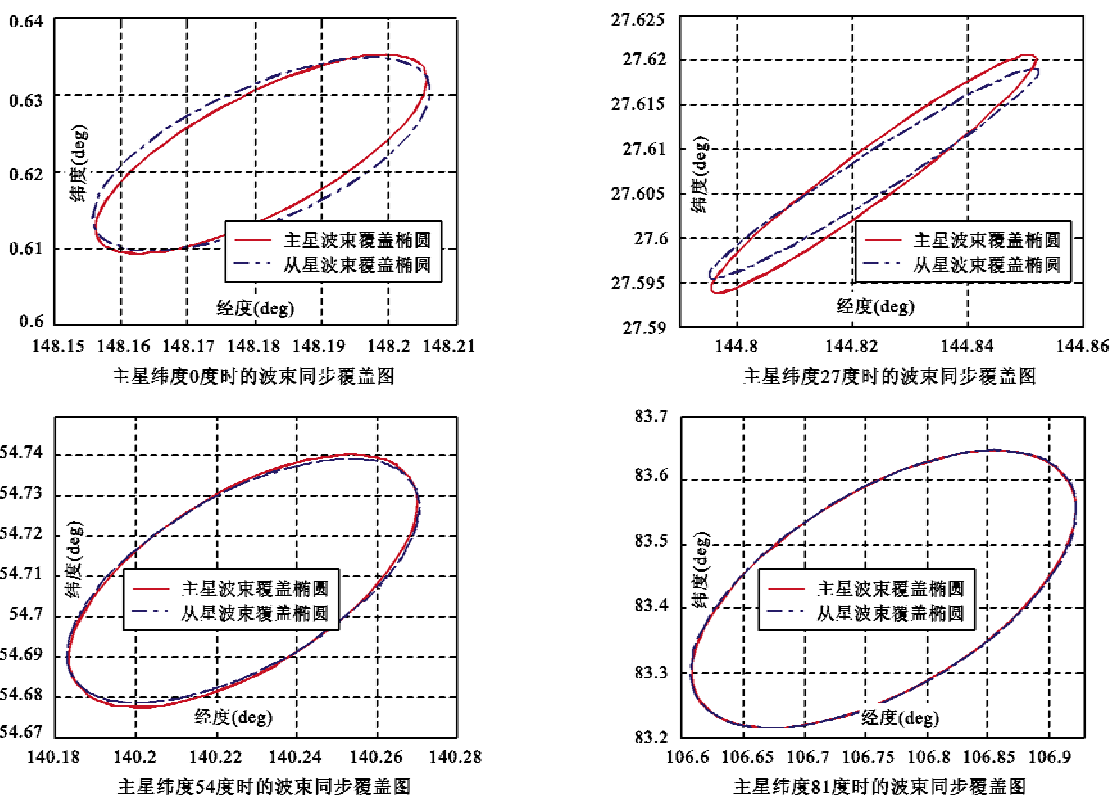 0.64
0.63
0.62
0.61
0.6
纬度(deg)
主星波束覆盖椭圆
从星波束覆盖椭圆
经度(deg)
148.15 148.16 148.17 148.18 148.19 148.2 148.21
主星纬度0度时的波束同步覆盖图
27.625
27.62
27.615
27.61
27.605
27.6
27.595
27.59
纬度(deg)
主星波束覆盖椭圆
从星波束覆盖椭圆
经度(deg)
144.8 144.82 144.84 144.86
主星纬度27度时的波束同步覆盖图
54.74
54.73
54.72
54.71
54.7
54.69
54.68
54.67
纬度(deg)
主星波束覆盖椭圆
从星波束覆盖椭圆
经度(deg)
140.18 140.2 140.22 140.24 140.26 140.28
主星纬度54度时的波束同步覆盖图
83.7
83.6
83.5
83.4
83.3
83.2
纬度(deg)
主星波束覆盖椭圆
从星波束覆盖椭圆
经度(deg)
106.6 106.65 106.7 106.75 106.8 106.85 106.9
主星纬度81度时的波束同步覆盖图